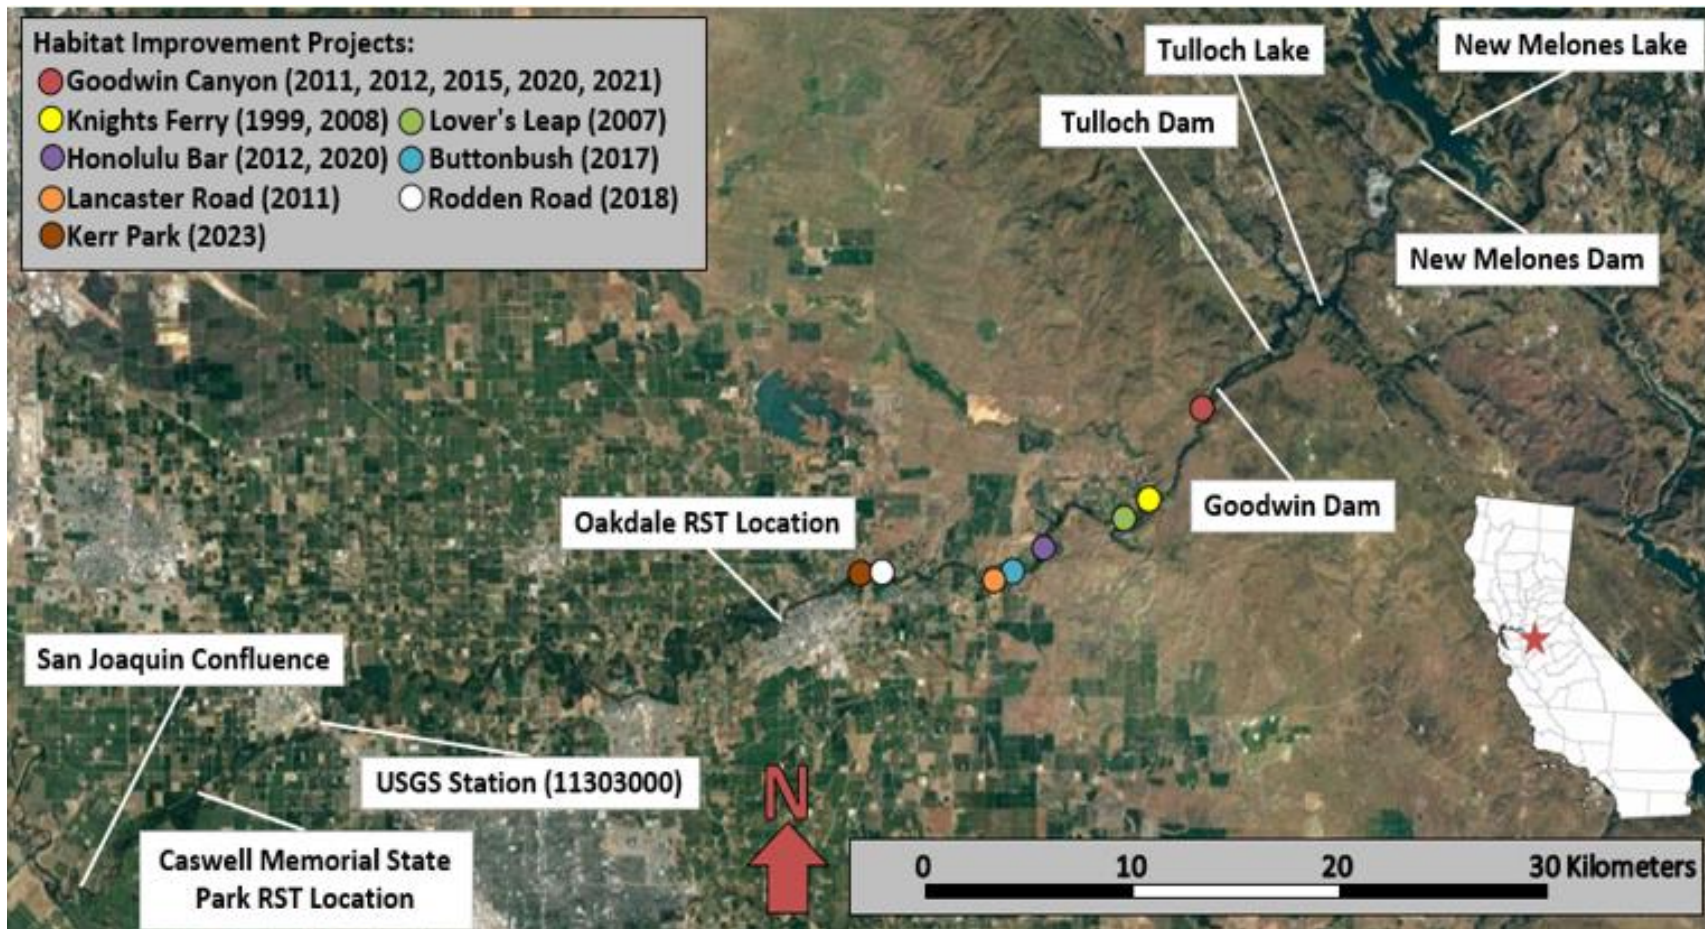 Habitat Improvement Projects:
Goodwin Canyon (2011, 2012, 2015, 2020, 2021)
Knights Ferry (1999, 2008) Lover's Leap (2007)
Honolulu Bar (2012, 2020) Buttonbush (2017)
Lancaster Road (2011) Rodden Road (2018)
Kerr Park (2023)
Tulloch Lake
New Melones Lake
Tulloch Dam
New Melones Dam
Goodwin Dam
Oakdale RST Location
San Joaquin Confluence
USGS Station (11303000)
Caswell Memorial State
Park RST Location
N
0 10 20 30 Kilometers